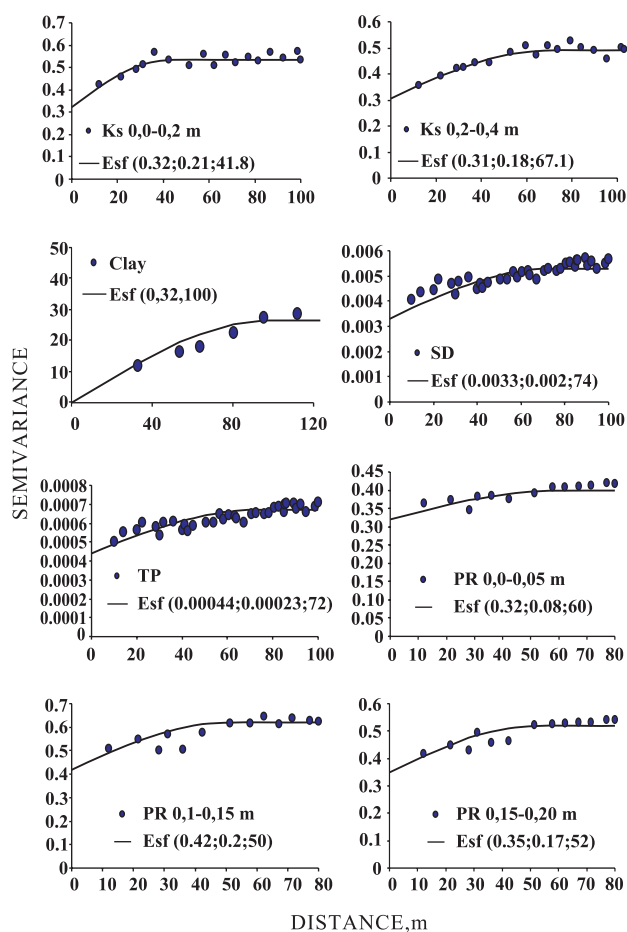 SEMIVARIANCE
0.7
0.6
0.5
0.4
0.3
0.2
0.1
0
Ks 0,0-0,2 m
Esf (0.32;0.21;41.8)
0 20 40 60 80 100
0.6
0.5
0.4
0.3
0.2
0.1
0
Ks 0,2-0,4 m
Esf (0.31;0.18;67.1)
0 20 40 60 80 100
50
40
30
20
10
0
Clay
Esf (0,32,100)
0 40 80 120
0.006
0.005
0.004
0.003
0.002
0.001
0
SD
Esf (0.0033;0.002;74)
0 20 40 60 80 100
0.0008
0.0007
0.0006
0.0005
0.0004
0.0003
0.0002
0.0001
0
TP
Esf (0.00044;0.00023;72)
0 20 40 60 80 100
0.45
0.40
0.35
0.30
0.25
0.20
0.15
0.10
0.05
0
PR 0,0-0,05 m
Esf (0.32;0.08;60)
0 10 20 30 40 50 60 70 80
0.7
0.6
0.5
0.4
0.3
0.2
0.1
0
PR 0,1-0,15 m
Esf (0.42;0.2;50)
0 10 20 30 40 50 60 70 80
0.6
0.5
0.4
0.3
0.2
0.1
0
PR 0,15-0,20 m
Esf (0.35;0.17;52)
0 10 20 30 40 50 60 70 80
DISTANCE,m